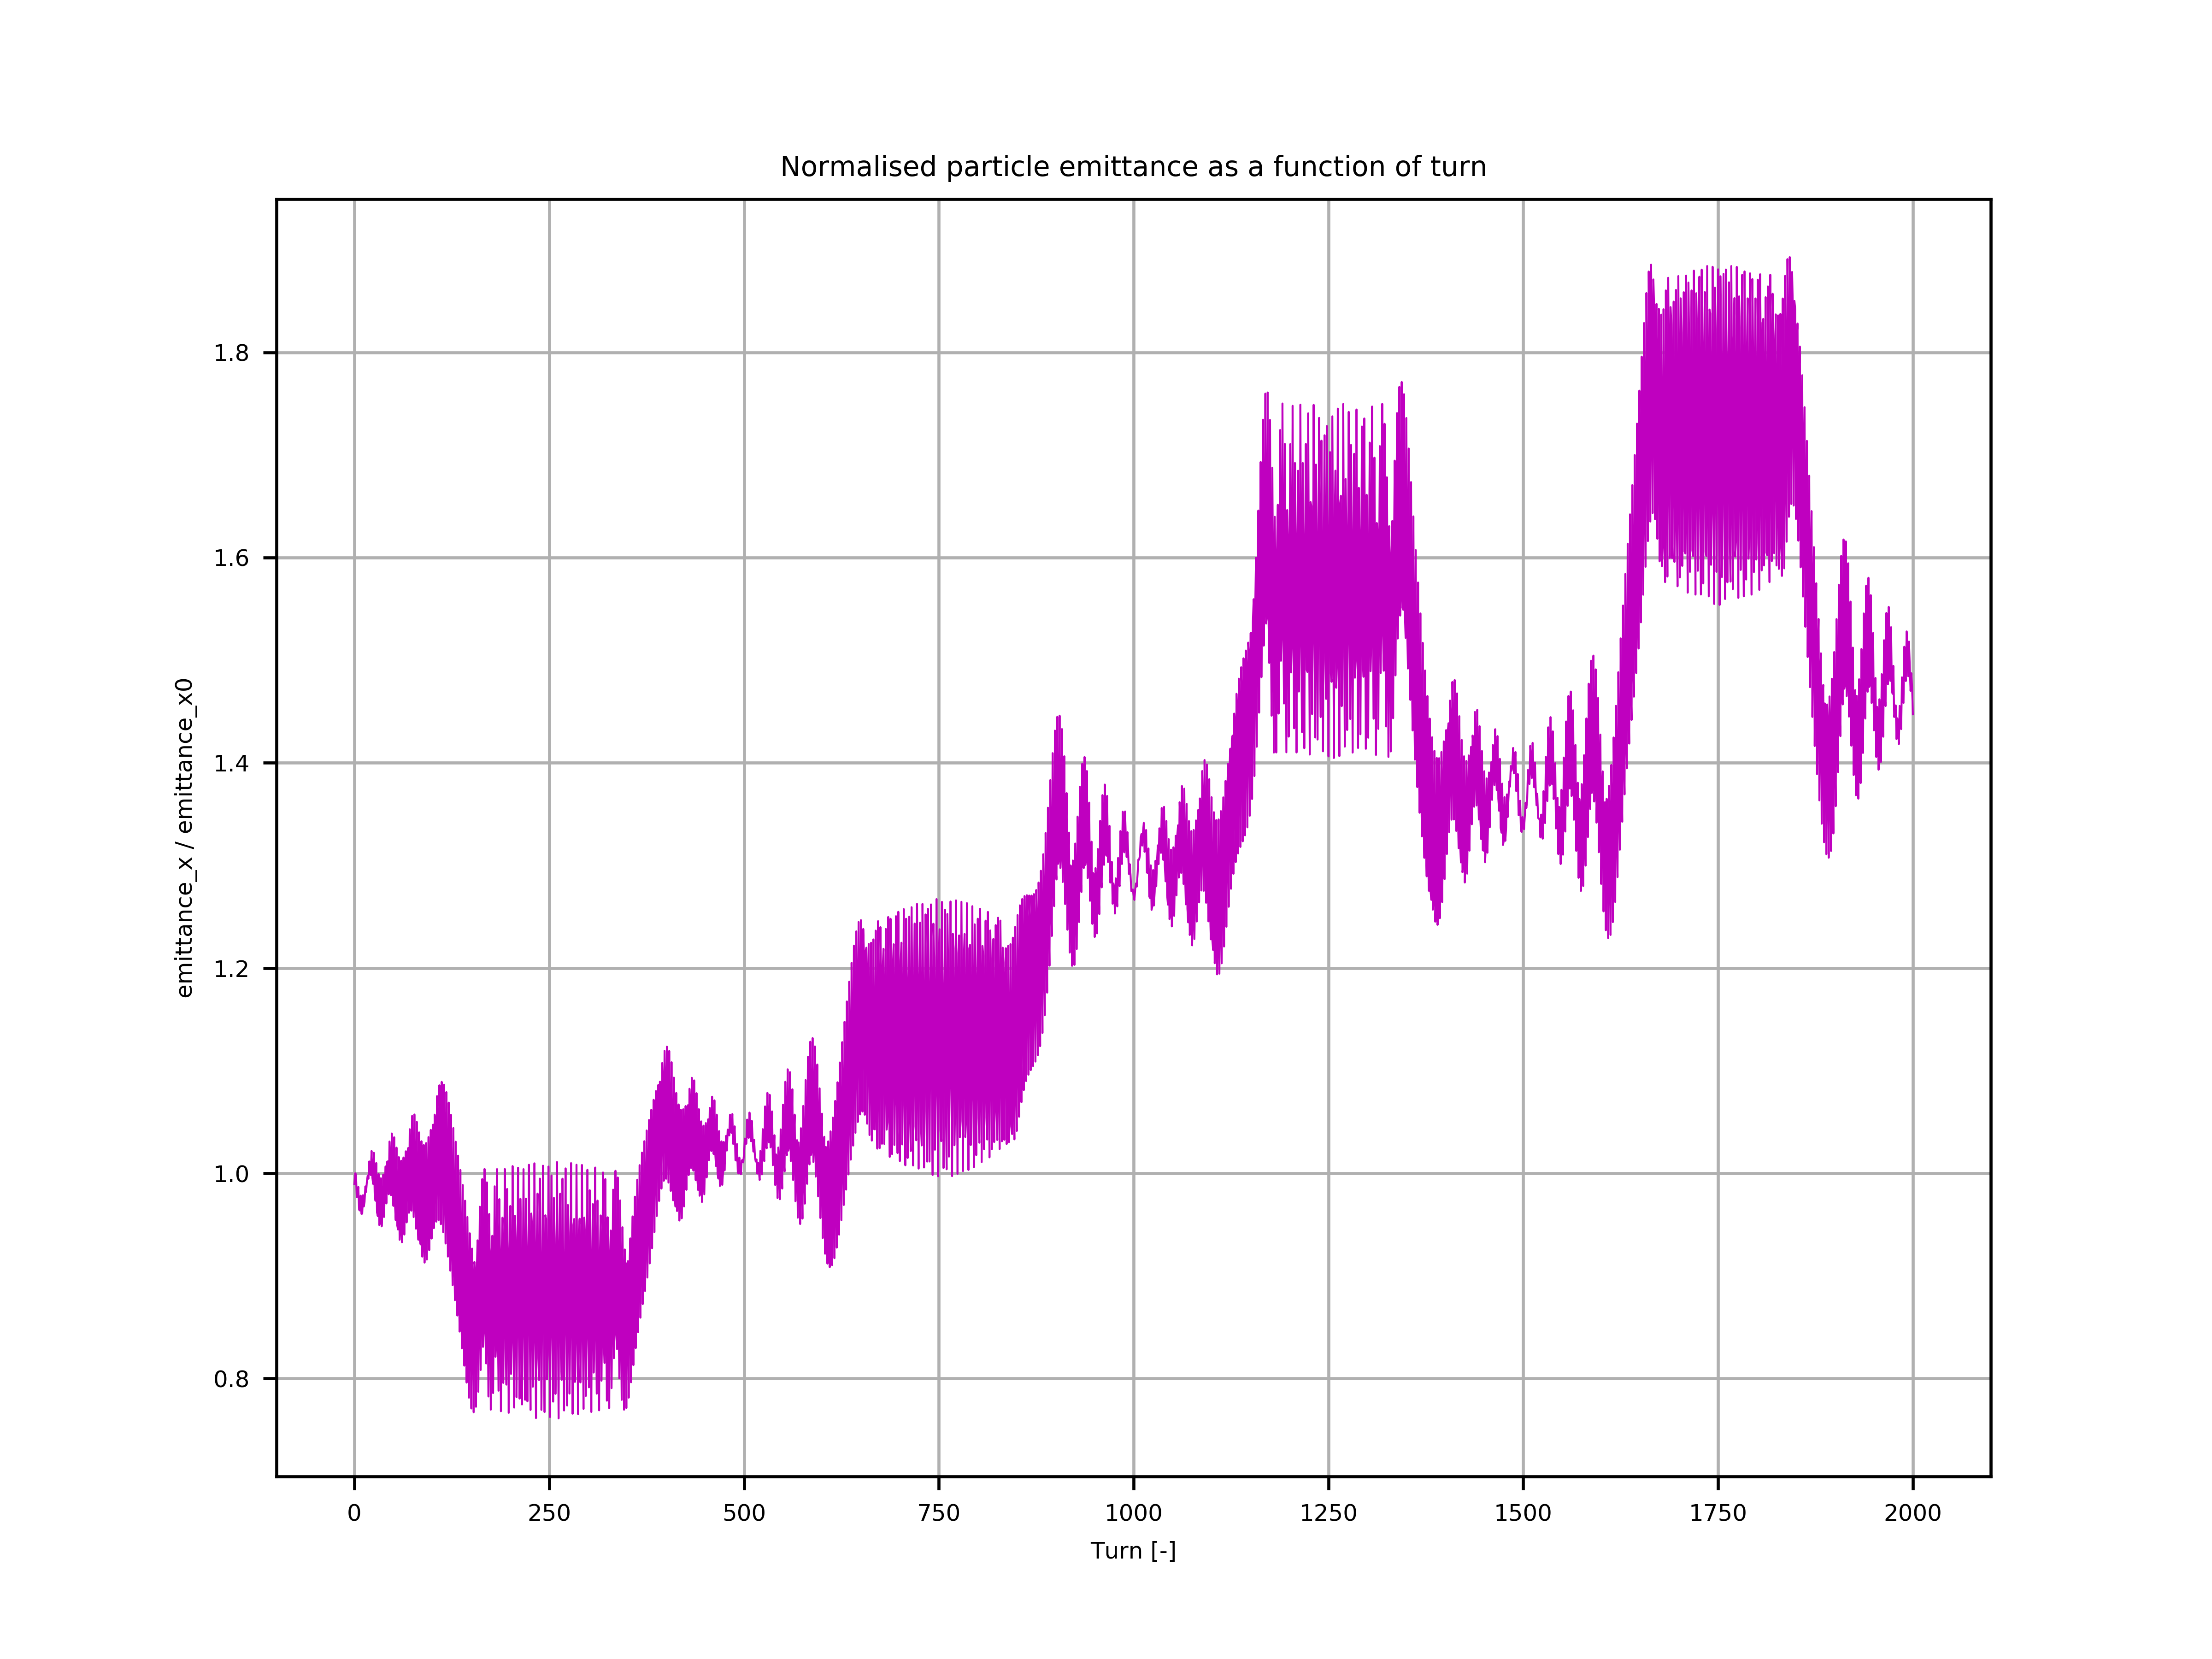 Normalised particle emittance as a function of turn
emittance_x / emittance_x0
1.8
1.6
1.4
1.2
1.0
0.8
0 250 500 750 1000 1250 1500 1750 2000
Turn [-]